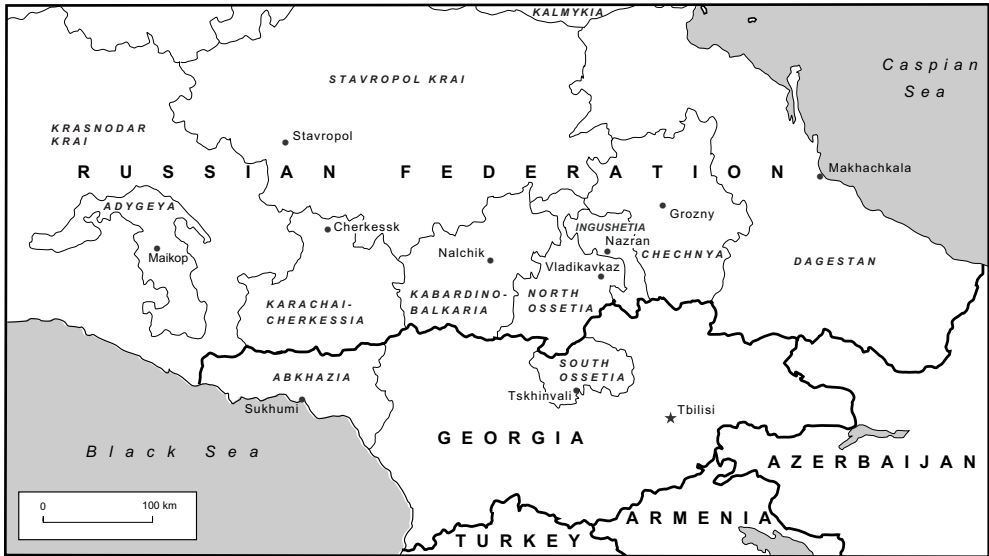 KALMYKIA
Caspian
Sea
STAVROPOL KRAI
KRASNODAR
KRAI
Stavropol
RUSSIAN FEDERATION
Makhachkala
ADYGEYA
Grozny
Cherkessk
INGUSHETIA
Maikop
Nalchik
Nazran
CHECHNYA
Vladikavkaz
DAGESTAN
KARACHAI-
CHERKESSIA
KABARDINO-
BALKARIA
NORTH
OSSETIA
ABKHAZIA
SOUTH
OSSETIA
Sukhumi
Tskhinvali
Tbilisi
GEORGIA
Black Sea
AZERBAIJAN
0 100 km
ARMENIA
TURKEY